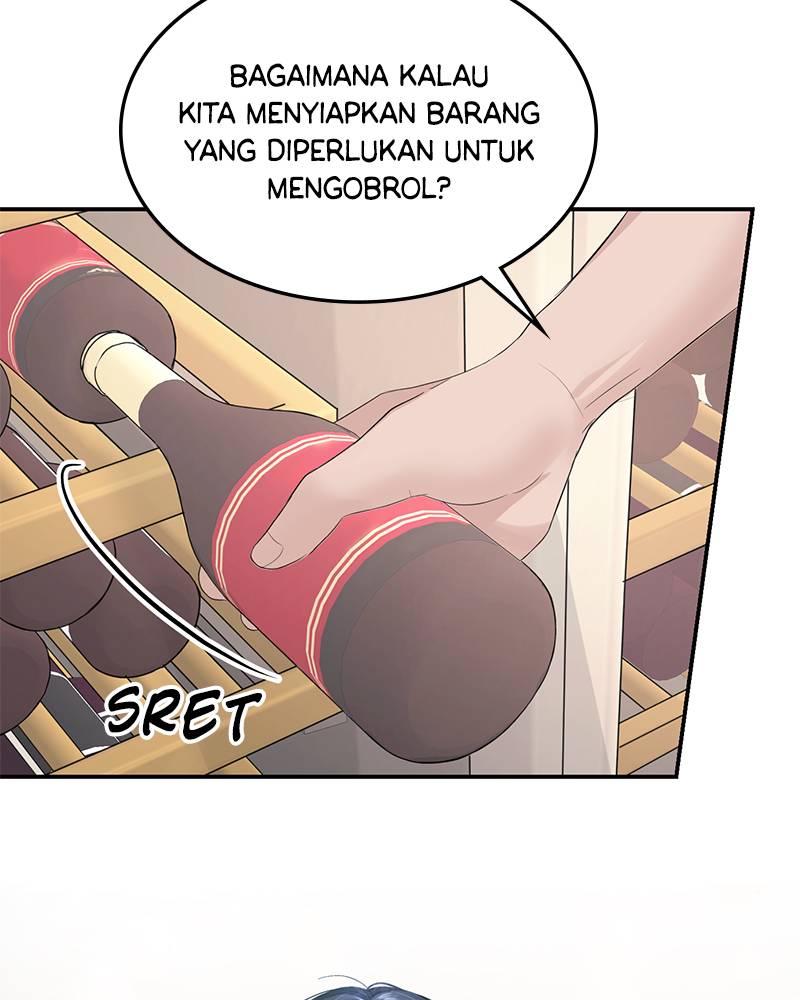 BAGAIMANA KALAU
KITA MENYIAPKAN BARANG
YANG DIPERLUKAN UNTUK
MENGOBROL?
SRET